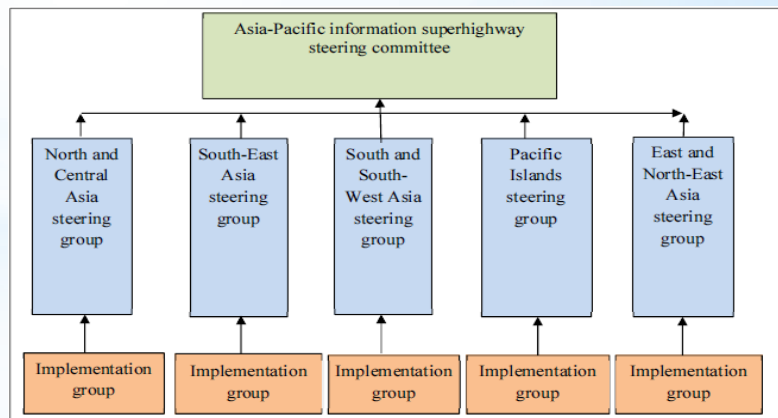 Asia-Pacific information superhighway
steering committee
North and
Central
Asia
steering
group
South-East
Asia
steering
group
South and
South-
West Asia
steering
group
Pacific
Islands
steering
group
East and
North-East
Asia
steering
group
Implementation
group
Implementation
group
Implementation
group
Implementation
group
Implementation
group